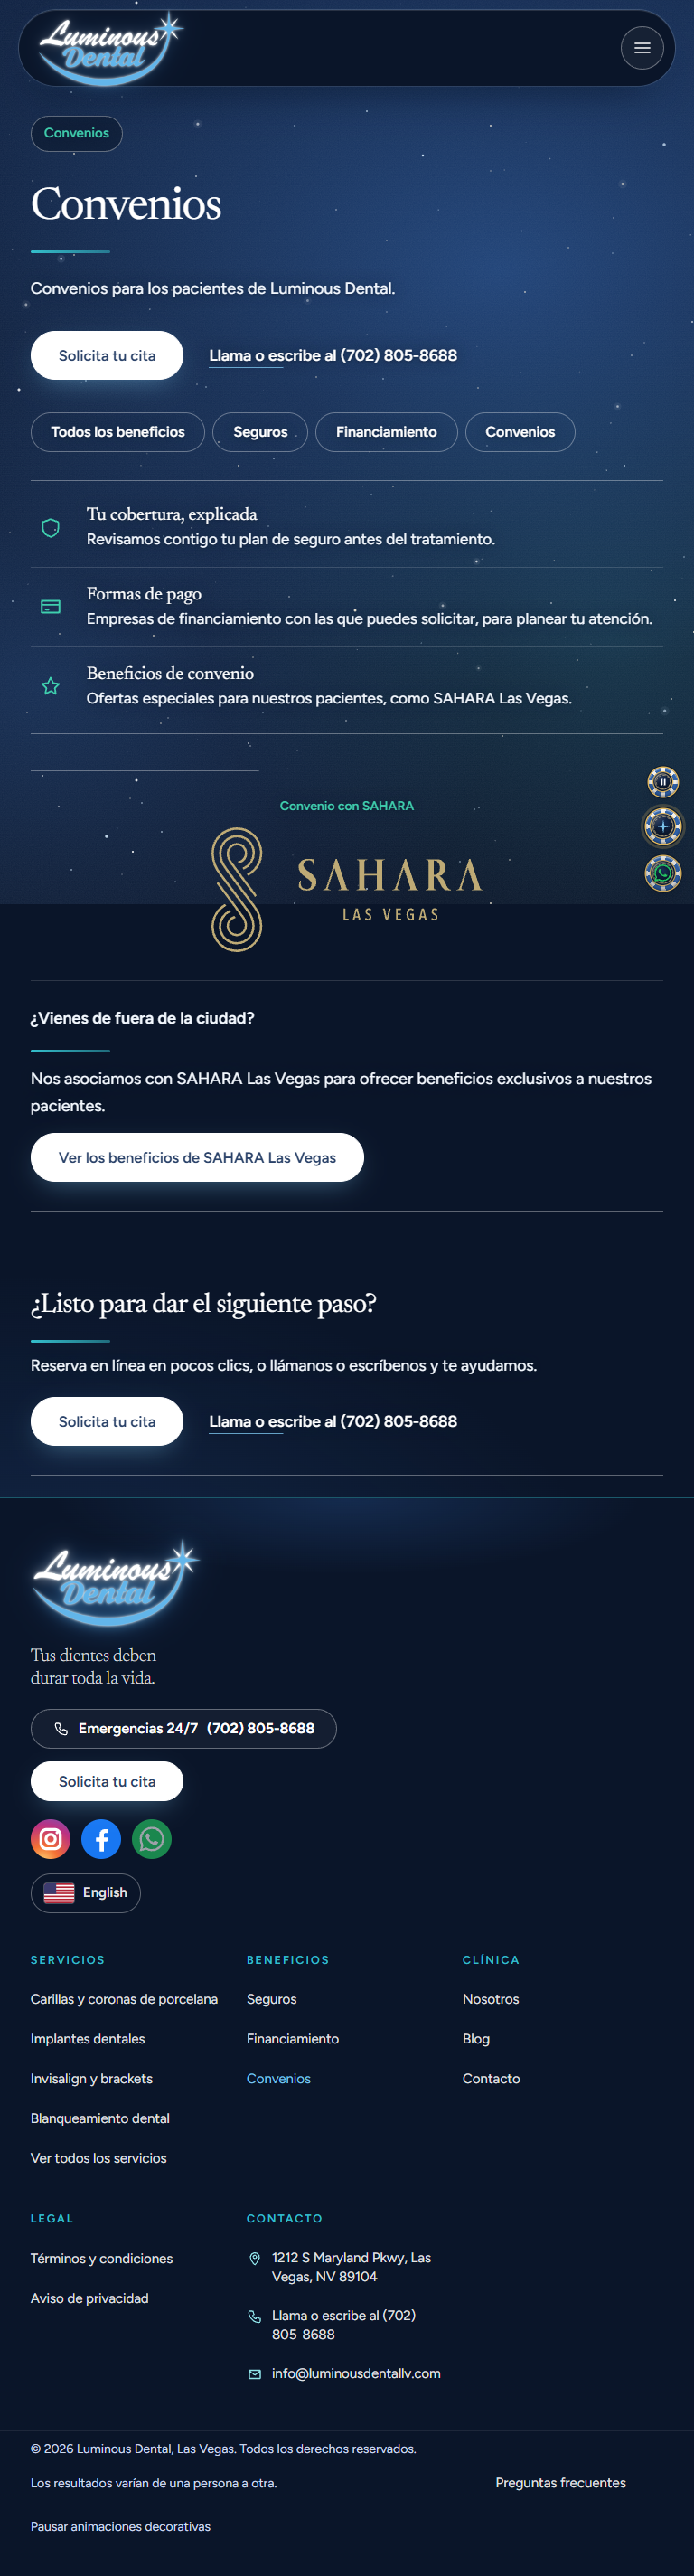 Luminous
Dental
Convenios
Convenios
Convenios para los pacientes de Luminous Dental.
Solicita tu cita
Llama o escribe al (702) 805-8688
Todos los beneficios
Seguros
Financiamiento
Convenios
Tu cobertura, explicada
Revisamos contigo tu plan de seguro antes del tratamiento.
Formas de pago
Empresas de financiamiento con las que puedes solicitar, para planear tu atención.
Beneficios de convenio
Ofertas especiales para nuestros pacientes, como SAHARA Las Vegas.
Convenio con SAHARA
SAHARA
LAS VEGAS
¿Vienes de fuera de la ciudad?
Nos asociamos con SAHARA Las Vegas para ofrecer beneficios exclusivos a nuestros
pacientes.
Ver los beneficios de SAHARA Las Vegas
¿Listo para dar el siguiente paso?
Reserva en línea en pocos clics, o llámanos o escríbenos y te ayudamos.
Solicita tu cita
Llama o escribe al (702) 805-8688
Luminous
Dental
Tus dientes deben
durar toda la vida.
Emergencias 24/7 (702) 805-8688
Solicita tu cita
English
SERVICIOS
Carillas y coronas de porcelana
Implantes dentales
Invisalign y brackets
Blanqueamiento dental
Ver todos los servicios
BENEFICIOS
Seguros
Financiamiento
Convenios
CLÍNICA
Nosotros
Blog
Contacto
LEGAL
Términos y condiciones
Aviso de privacidad
CONTACTO
1212 S Maryland Pkwy, Las
Vegas, NV 89104
Llama o escribe al (702)
805-8688
info@luminousdentallv.com
© 2026 Luminous Dental, Las Vegas. Todos los derechos reservados.
Los resultados varían de una persona a otra.
Preguntas frecuentes
Pausar animaciones decorativas